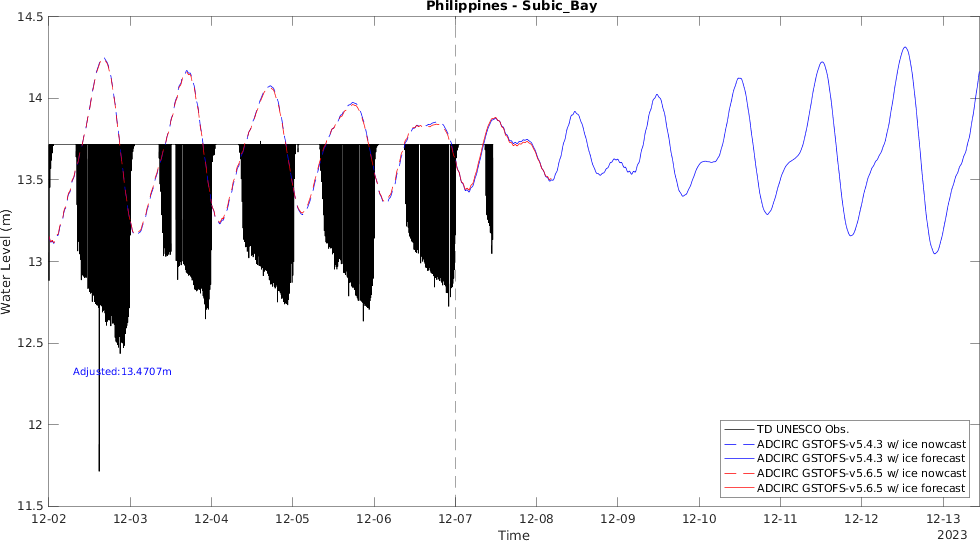 Philippines - Subic_Bay
14.5
14
13.5
13
12.5
12
11.5
Water Level (m)
Adjusted:13.4707m
TD UNESCO Obs.
ADCIRC GSTOFS-v5.4.3 w/ ice nowcast
ADCIRC GSTOFS-v5.4.3 w/ ice forecast
ADCIRC GSTOFS-v5.6.5 w/ ice nowcast
ADCIRC GSTOFS-v5.6.5 w/ ice forecast
12-02 12-03 12-04 12-05 12-06 12-07 12-08 12-09 12-10 12-11 12-12 12-13
Time
2023